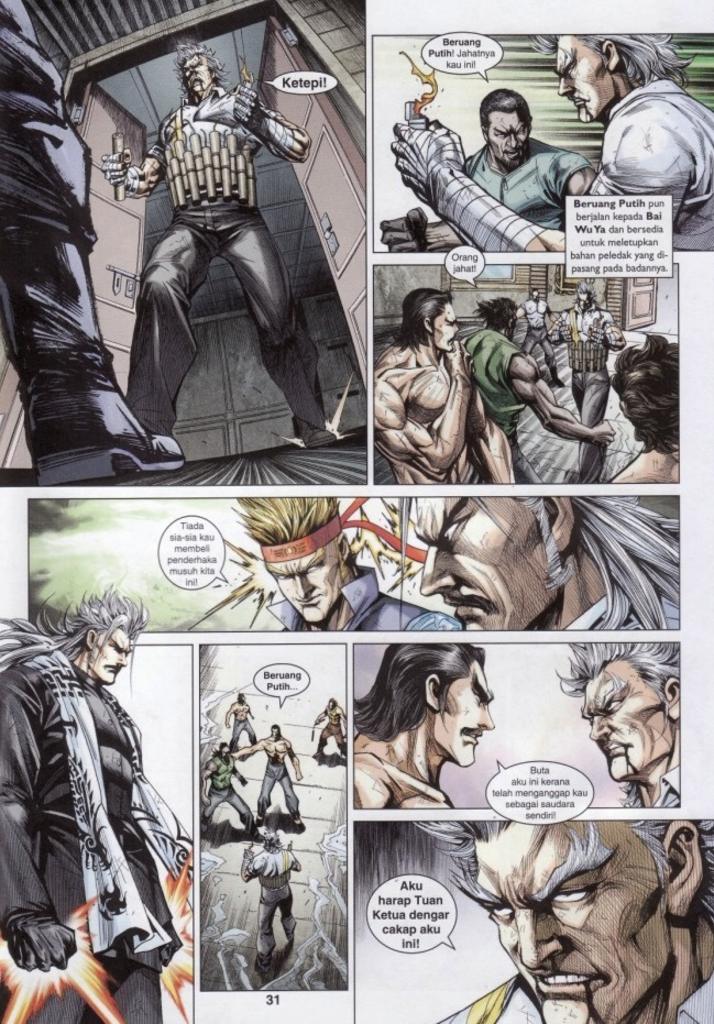 Ketepi!
Beruang
Putih! Jahatnya
kau ini!
Beruang Putih pun
berjalan kepada Bai
Wu Ya dan bersedia
untuk meletupkan
bahan peledak yang di-
pasang pada badannya.
Orang
jahat!
Tiada
sia-sia kau
membeli
penderhaka
musuh kita
ini!
Beruang
Putih...
Buta
aku ini kerana
telah menganggap kau
sebagai saudara
sendiri!
Aku
harap Tuan
Ketua dengar
cakap aku
ini!
31